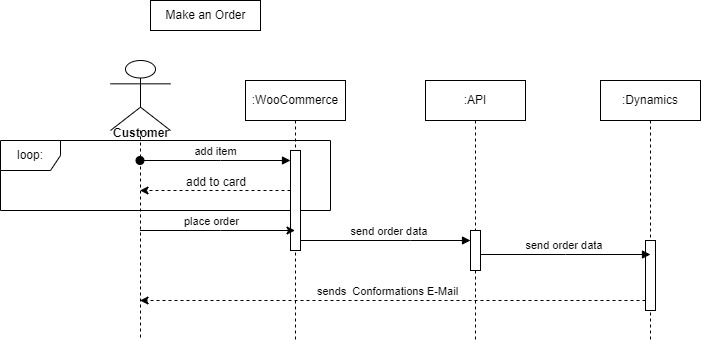 Make an Order
:WooCommerce
:API
:Dynamics
Customer
loop:
add item
add to card
place order
send order data
send order data
sends Conformations E-Mail